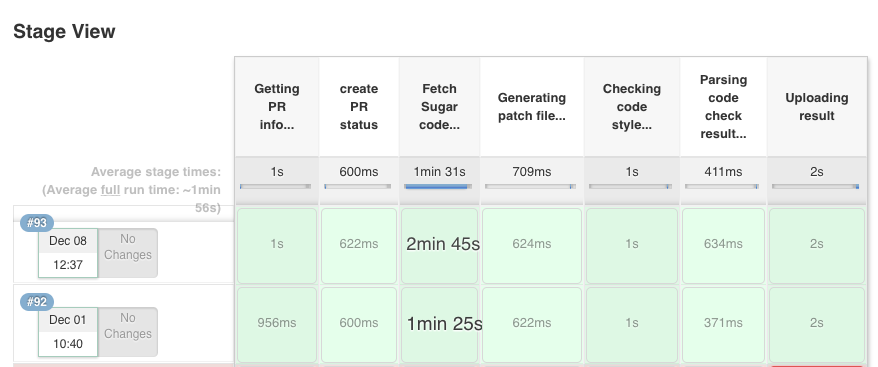 Stage View
Getting PR info...
create PR status
Fetch Sugar code...
Generating patch file...
Checking code style...
Parsing code check result...
Uploading result
Average stage times:
(Average full run time: ~1min 56s)
1s
600ms
1min 31s
709ms
1s
411ms
2s
#93
Dec 08
12:37
No Changes
1s
622ms
2min 45s
624ms
1s
634ms
2s
#92
Dec 01
10:40
No Changes
956ms
600ms
1min 25s
622ms
1s
371ms
2s